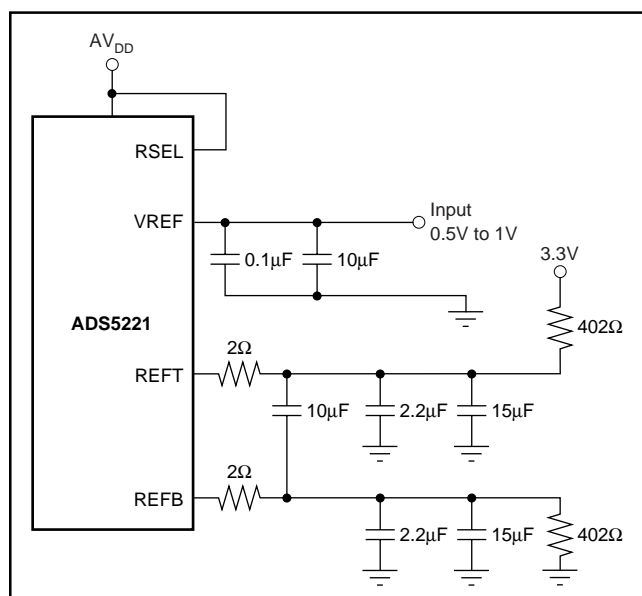 AVDD
RSEL
VREF
Input
0.5V to 1V
0.1µF
10µF
3.3V
ADS5221
402Ω
2Ω
REFT
10µF
2.2µF
15µF
2Ω
REFB
2.2µF
15µF
402Ω